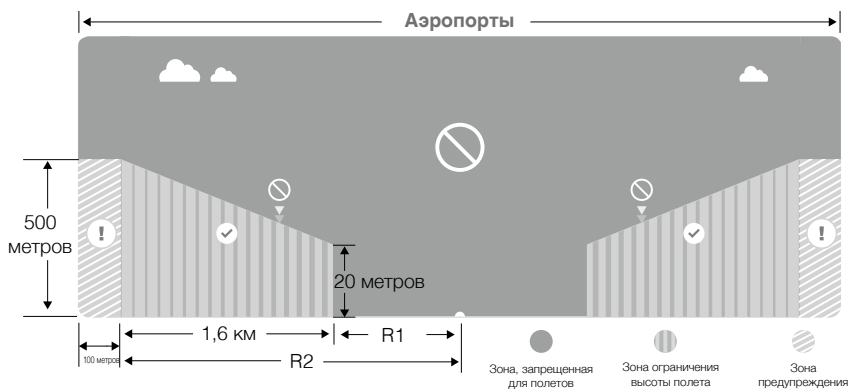 Аэропорты
500
метров
20 метров
1,6 км
R1
100 метров
R2
Зона, запрещенная
для полетов
Зона ограничения
высоты полета
Зона
предупреждения